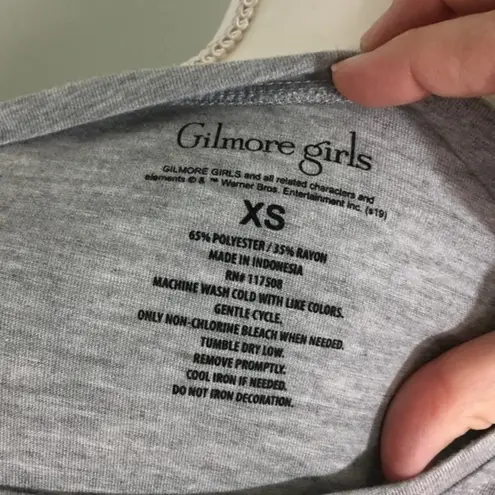 Gilmore girls
GILMORE GIRLS and all related characters and
elements © & ™ Warner Bros. Entertainment Inc. (s19)
XS
65% POLYESTER / 35% RAYON
MADE IN INDONESIA
RN# 117508
MACHINE WASH COLD WITH LIKE COLORS.
GENTLE CYCLE.
ONLY NON-CHLORINE BLEACH WHEN NEEDED.
TUMBLE DRY LOW.
REMOVE PROMPTLY.
COOL IRON IF NEEDED.
DO NOT IRON DECORATION.